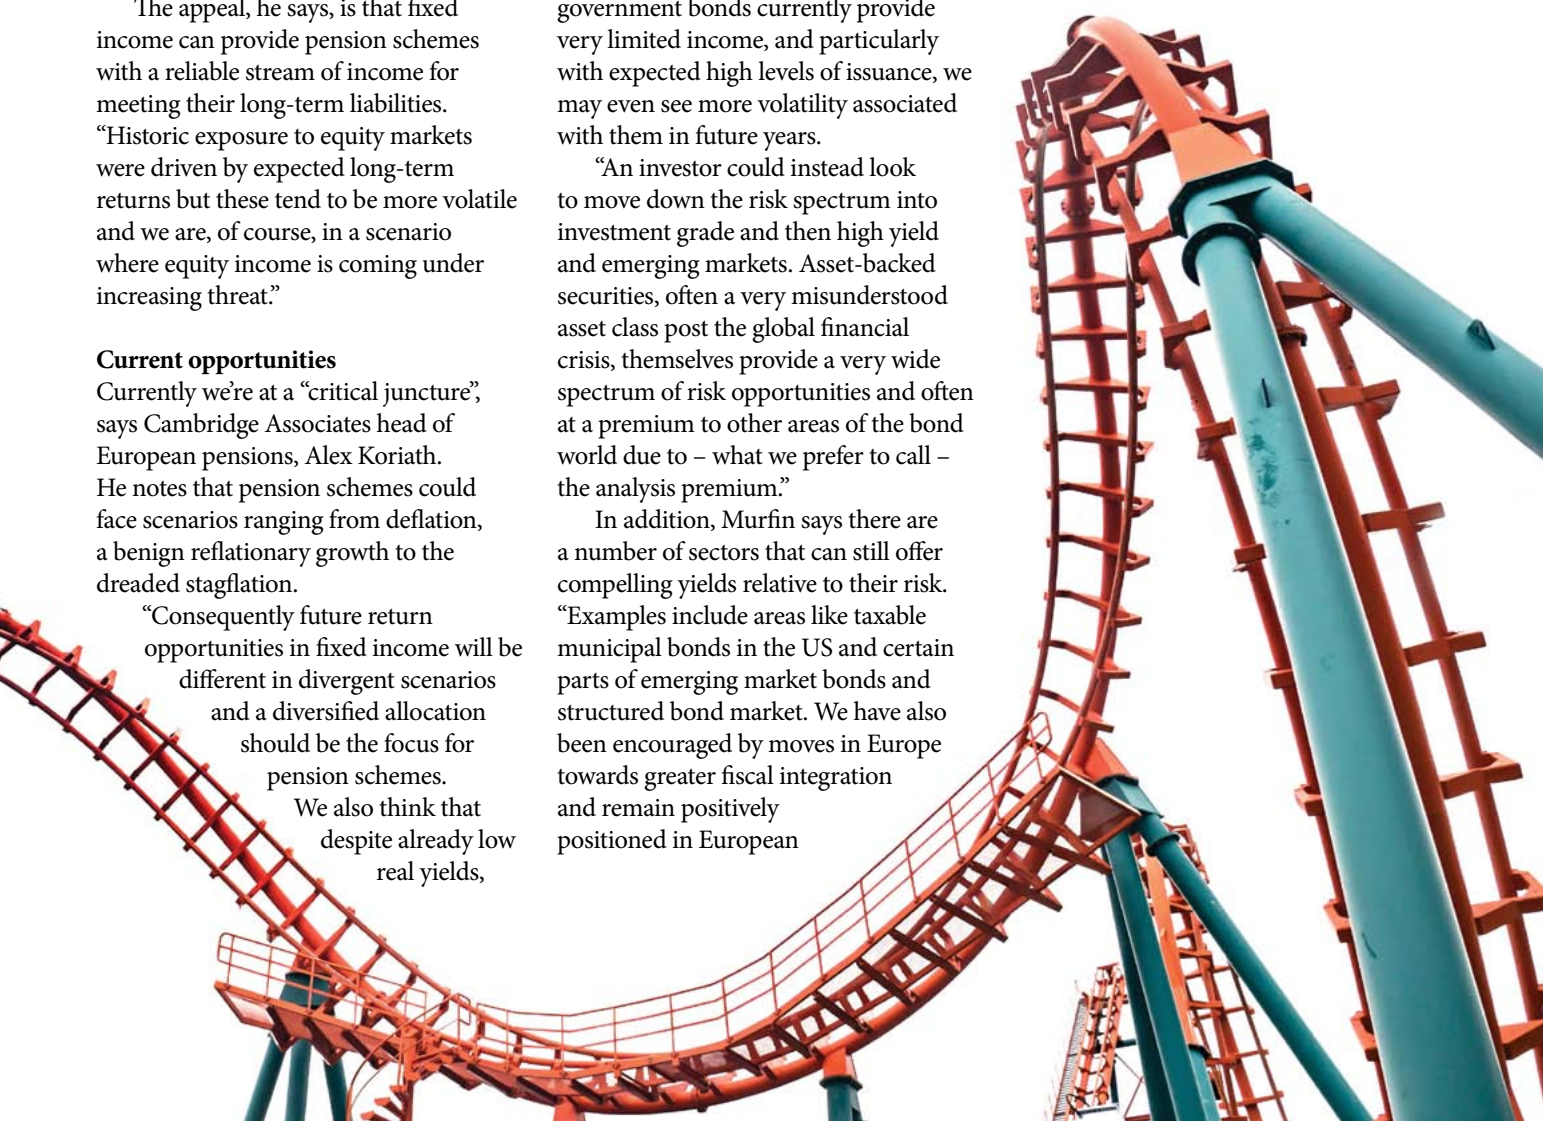 The appeal, he says, is that fixed
income can provide pension schemes
with a reliable stream of income for
meeting their long-term liabilities.
“Historic exposure to equity markets
were driven by expected long-term
returns but these tend to be more volatile
and we are, of course, in a scenario
where equity income is coming under
increasing threat.”
Current opportunities
Currently we’re at a “critical juncture”,
says Cambridge Associates head of
European pensions, Alex Koriath.
He notes that pension schemes could
face scenarios ranging from deflation,
a benign reflationary growth to the
dreaded stagflation.
“Consequently future return
opportunities in fixed income will be
different in divergent scenarios
and a diversified allocation
should be the focus for
pension schemes.
We also think that
despite already low
real yields,
government bonds currently provide
very limited income, and particularly
with expected high levels of issuance, we
may even see more volatility associated
with them in future years.
“An investor could instead look
to move down the risk spectrum into
investment grade and then high yield
and emerging markets. Asset-backed
securities, often a very misunderstood
asset class post the global financial
crisis, themselves provide a very wide
spectrum of risk opportunities and often
at a premium to other areas of the bond
world due to – what we prefer to call –
the analysis premium.”
In addition, Murfin says there are
a number of sectors that can still offer
compelling yields relative to their risk.
“Examples include areas like taxable
municipal bonds in the US and certain
parts of emerging market bonds and
structured bond market. We have also
been encouraged by moves in Europe
towards greater fiscal integration
and remain positively
positioned in European